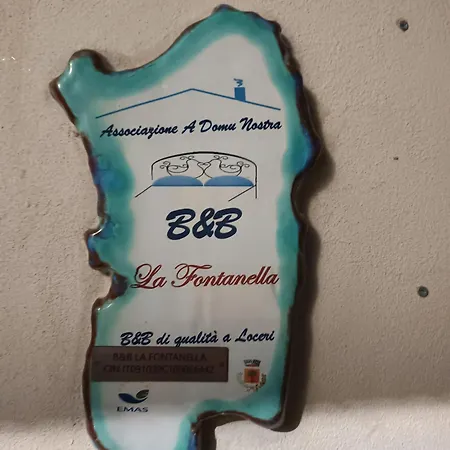 Associazione A Domu Nostra
B&B
La Fontanella
B&B di qualità a Loceri
B&B LA FONTANELLA
EMAS